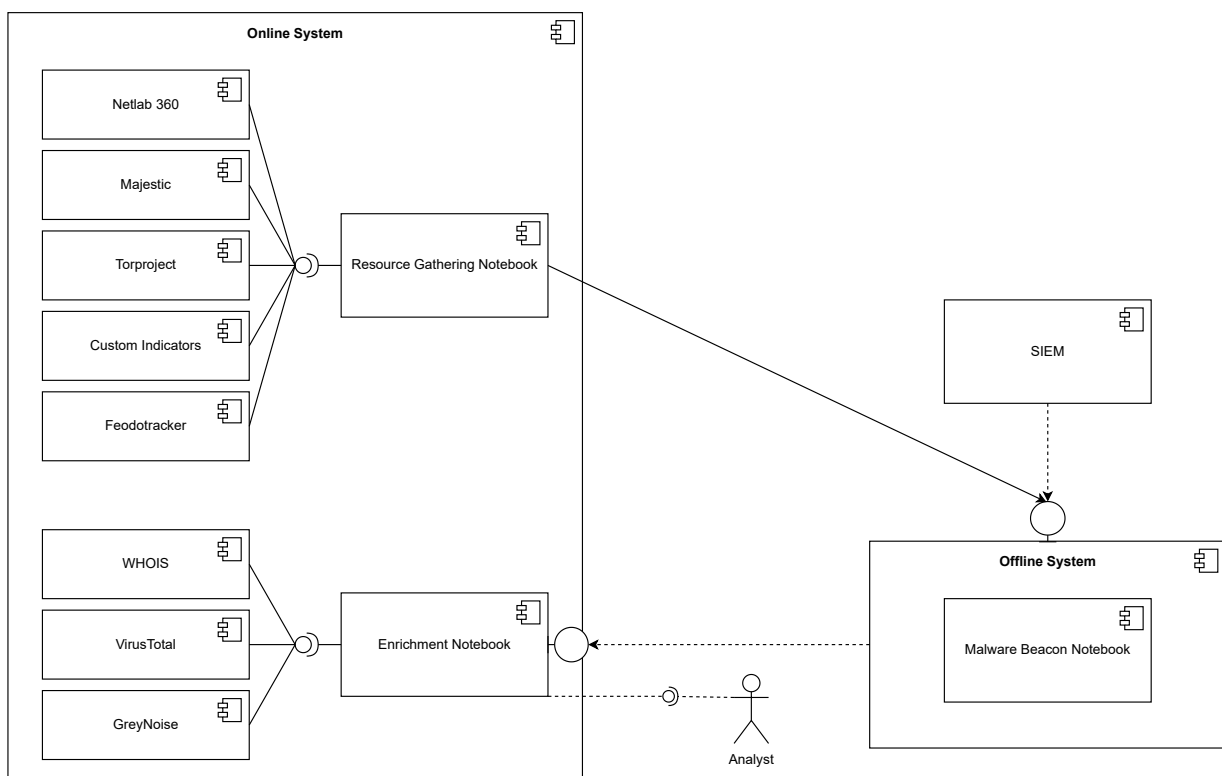 Online System
Netlab 360
Majestic
Torproject
Custom Indicators
Feodotracker
Resource Gathering Notebook
WHOIS
VirusTotal
GreyNoise
Enrichment Notebook
SIEM
Offline System
Malware Beacon Notebook
Analyst